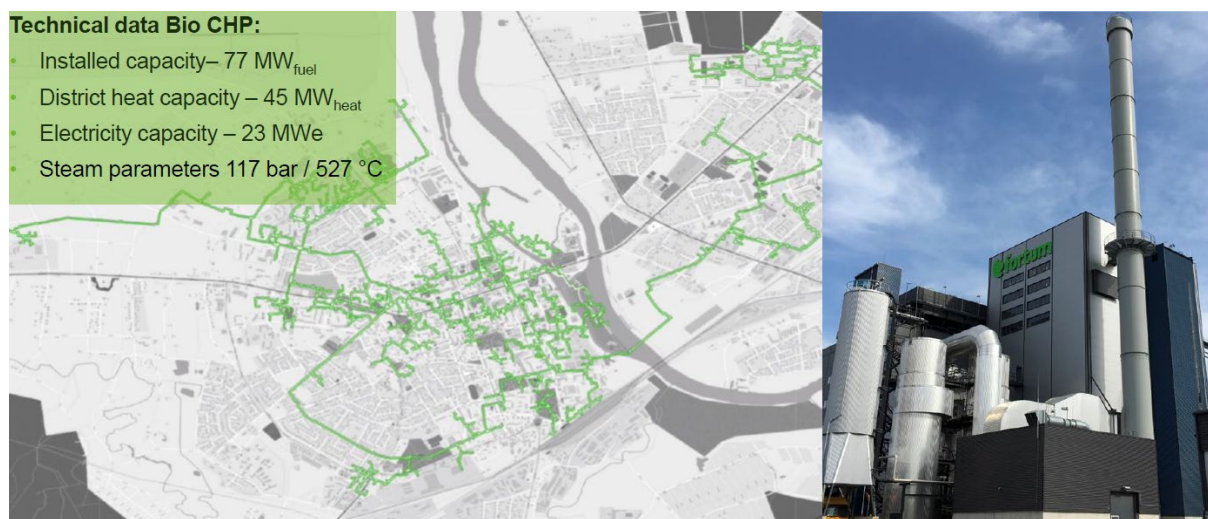 Technical data Bio CHP:
• Installed capacity– 77 MWfuel
• District heat capacity – 45 MWheat
• Electricity capacity – 23 MWe
• Steam parameters 117 bar / 527 °C
fortum